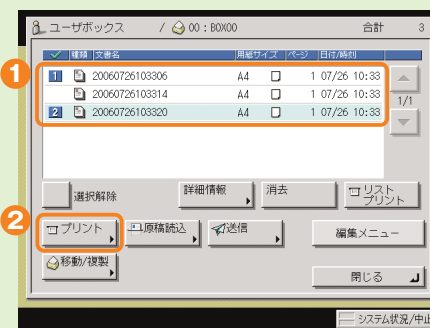 ユーザボックス / 00 : BOX00 合計 3
✓ 種類 文書名 用紙サイズ ページ 日付/時刻
1 1 20060726103306 A4 1 07/26 10:33
20060726103314 A4 1 07/26 10:33 1/1
2 20060726103320 A4 1 07/26 10:33
選択解除 詳細情報 消去 リスト
プリント
2 プリント 原稿読込 送信 編集メニュー
移動/複製
閉じる
システム状況/中止